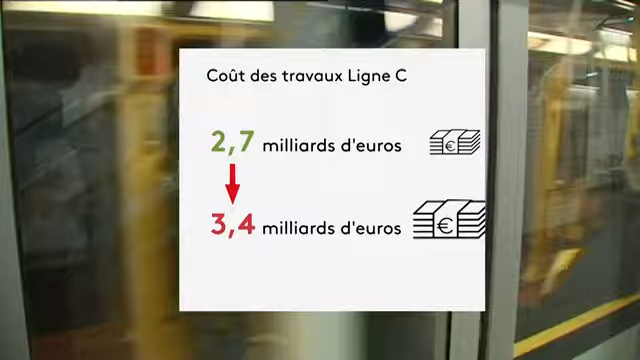 Coût des travaux Ligne C
2,7 milliards d'euros
€
3,4 milliards d'euros
€